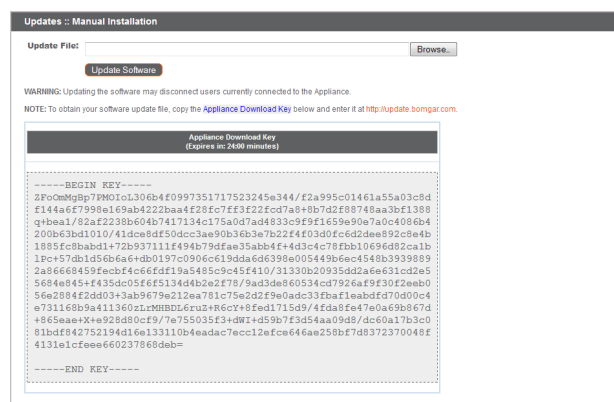 Updates :: Manual Installation
Update File:
Browse..
Update Software
WARNING: Updating the software may disconnect users currently connected to the Appliance.
NOTE: To obtain your software update file, copy the Appliance Download Key below and enter it at http://update.bomgar.com.
Appliance Download Key
(Expires in: 24:00 minutes)
-----BEGIN KEY-----
ZFoOmMgBp7PMOIoL306b4f0997351717523245e344/f2a995c01461a55a03c8d
f144a6f7998e169ab4222baa4f28fc7ff3f22fcd7a8+8b7d2f88748aa3bf1388
q+bea1/82af2238b604b7417134c175a0d7ad4833c9f9f1659e90e7a0c4086b4
200b63bd1010/41dce8df50dcc3ae90b36b3e7b22f4f03d0fc6d2dee892c8e4b
1885fc8babd1+72b937111f494b79dfae35abb4f+4d3c4c78fbb10696d82ca1b
1Pc+57db1d56b6a6+db0197c0906c619dda6d6398e005449b6ec4548b3939889
2a86668459fecbf4c66fdf19a5485c9c45f410/31330b20935dd2a6e631cd2e5
5684e845+f435dc05f6f5134d4b2e2f78/9ad3de860534cd7926af9f30f2eeb0
56e2884f2dd03+3ab9679e212ea781c75e2d2f9e0adc33fbaf1eabdfd70d00c4
e731168b9a411360zLrMHBDL6ruZ+R6cY+8fed1715d9/4fda8fe47e0a69b867d
+865eae+X+e928d80cf9/7e755035f3+dWI+d59b7f3d54aa09d8/dc60a17b3c0
81bdf842752194d16e133110b4eadac7ecc12efce646ae258bf7d8372370048f
4131e1cfeee660237868deb=
-----END KEY-----